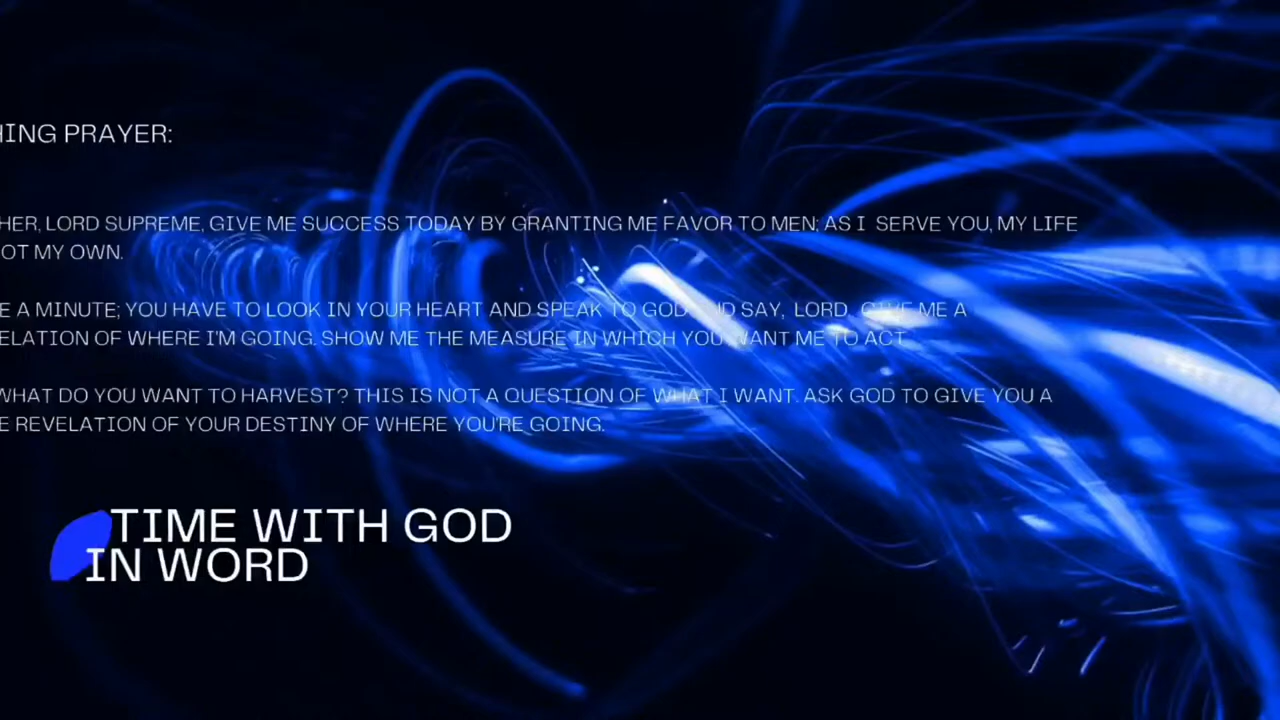 HING PRAYER:
HER, LORD SUPREME, GIVE ME SUCCESS TODAY BY GRANTING ME FAVOR TO MEN; AS I SERVE YOU, MY LIFE
OT MY OWN.
E A MINUTE; YOU HAVE TO LOOK IN YOUR HEART AND SPEAK TO GOD AND SAY, LORD, GIVE ME A
ELATION OF WHERE I'M GOING. SHOW ME THE MEASURE IN WHICH YOU WANT ME TO ACT
WHAT DO YOU WANT TO HARVEST? THIS IS NOT A QUESTION OF WHAT I WANT. ASK GOD TO GIVE YOU A
E REVELATION OF YOUR DESTINY OF WHERE YOU'RE GOING.
TIME WITH GOD
IN WORD